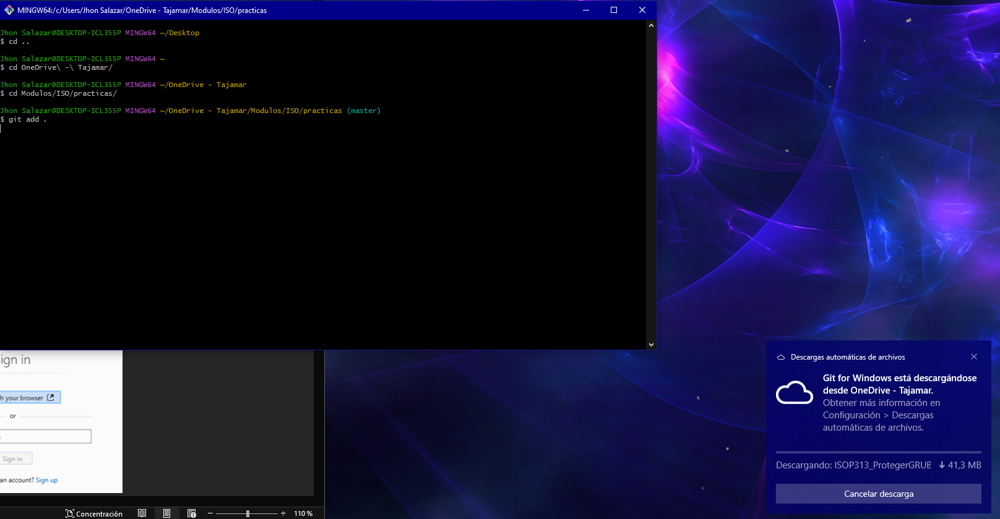 MINGW64:/c/Users/Jhon Salazar/OneDrive - Tajamar/Modulos/ISO/practicas
Jhon Salazar@DESKTOP-ICL355P MINGW64 ~/Desktop
$ cd ..
Jhon Salazar@DESKTOP-ICL355P MINGW64 ~
$ cd OneDrive\ -\ Tajamar/
Jhon Salazar@DESKTOP-ICL355P MINGW64 ~/OneDrive - Tajamar
$ cd Modulos/ISO/practicas/
Jhon Salazar@DESKTOP-ICL355P MINGW64 ~/OneDrive - Tajamar/Modulos/ISO/practicas (master)
$ git add .
ign in
h your browser
or
Sign in
an account? Sign up
Concentración
110 %
Descargas automáticas de archivos
Git for Windows está descargándose
desde OneDrive - Tajamar.
Obtener más información en
Configuración > Descargas
automáticas de archivos.
Descargando: ISOP313_ProtegerGRUB 41,3 MB
Cancelar descarga